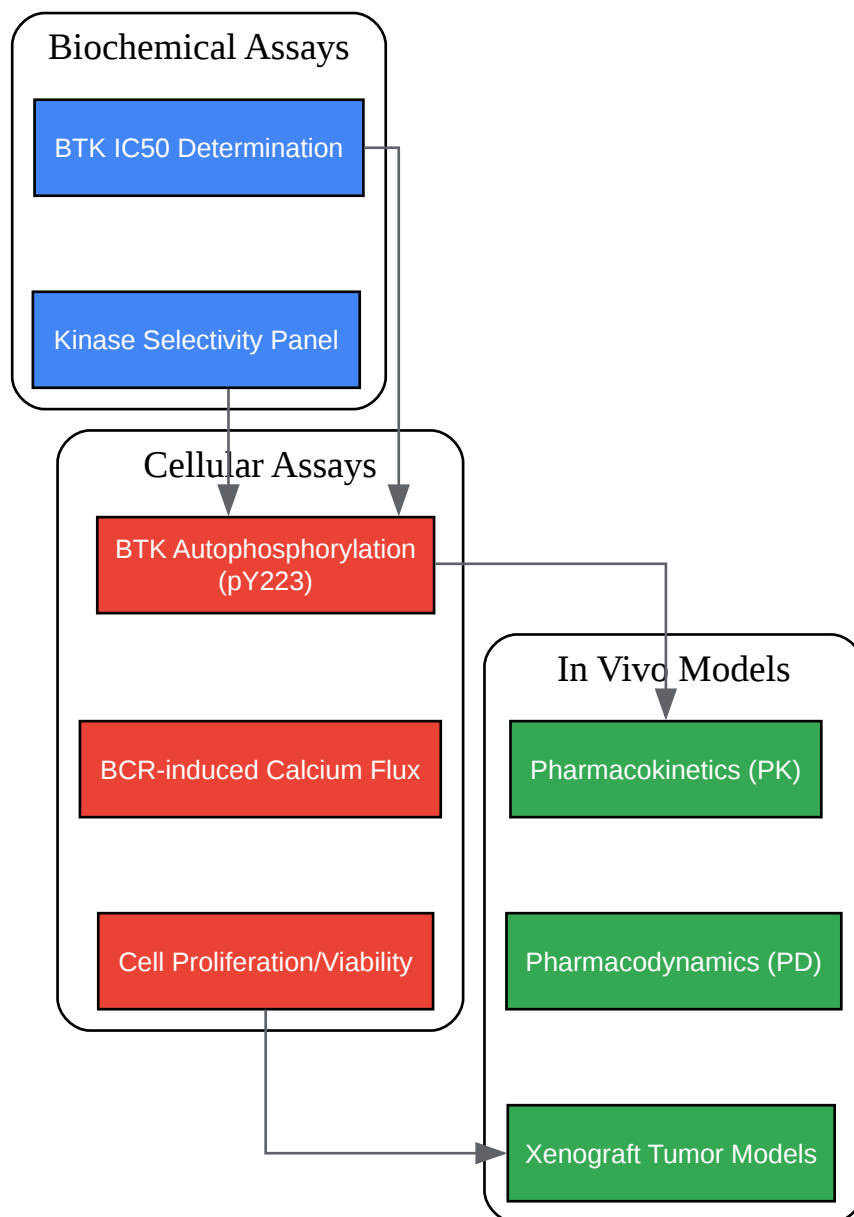 Biochemical Assays
BTK IC50 Determination
Kinase Selectivity Panel
Cellular Assays
BTK Autophosphorylation
(pY223)
BCR-induced Calcium Flux
Cell Proliferation/Viability
In Vivo Models
Pharmacokinetics (PK)
Pharmacodynamics (PD)
Xenograft Tumor Models